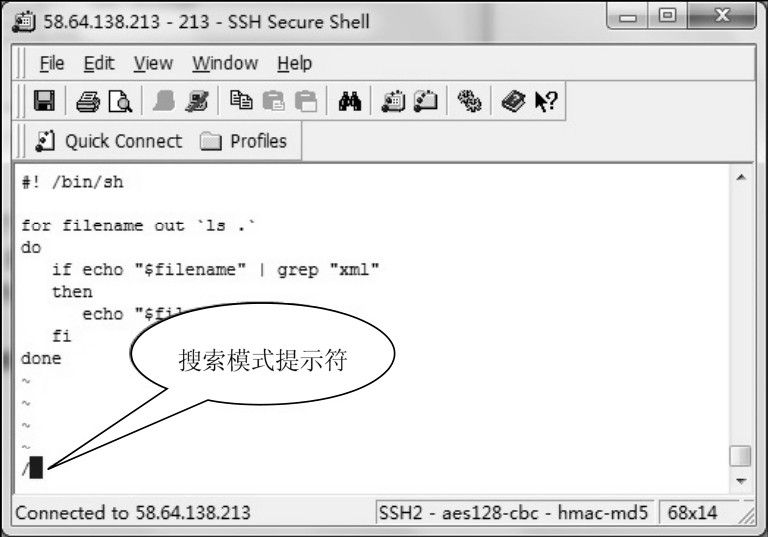 58.64.138.213 - 213 - SSH Secure Shell
File Edit View Window Help
Quick Connect Profiles
#! /bin/sh
for filename out `ls .`
do
if echo "$filename" | grep "xml"
then
echo "$fil
fi
done
搜索模式提示符
~
~
~
~
/
Connected to 58.64.138.213 SSH2 - aes128-cbc - hmac-md5 68x14